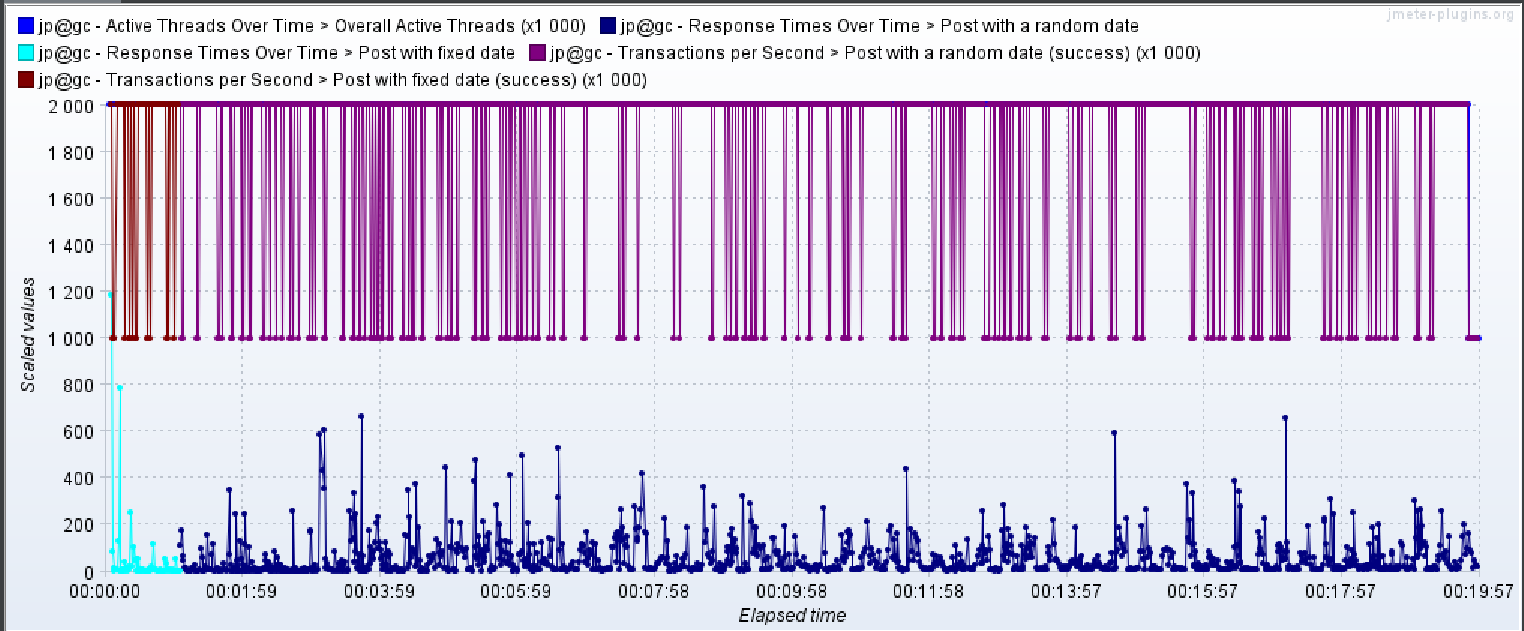 jmeter-plugins.org
jp@gc - Active Threads Over Time > Overall Active Threads (x1 000) jp@gc - Response Times Over Time > Post with a random date
jp@gc - Response Times Over Time > Post with fixed date jp@gc - Transactions per Second > Post with a random date (success) (x1 000)
jp@gc - Transactions per Second > Post with fixed date (success) (x1 000)
2 000
1 800
1 600
1 400
1 200
1 000
800
600
400
200
0
Scaled values
00:00:00 00:01:59 00:03:59 00:05:59 00:07:58 00:09:58 00:11:58 00:13:57 00:15:57 00:17:57 00:19:57
Elapsed time